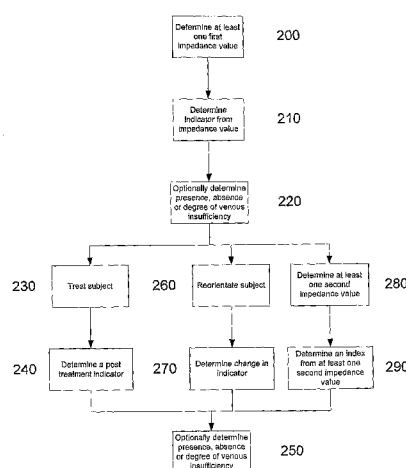 Determine at least
one first
impedance value
200
Determine
Indicator from
impedance value
210
Optionally determine
presence, absence
or degree of venous
insufficiency
220
230
Treat subject
260
Reorientate subject
Determine at least
one second
impedance value
280
240
Determine a post
treatment indicator
270
Determine change in
indicator
Determine an index
from at least one
second impedance
value
290
Optionally determine
presence, absence
or degree of venous
insufficiency
250